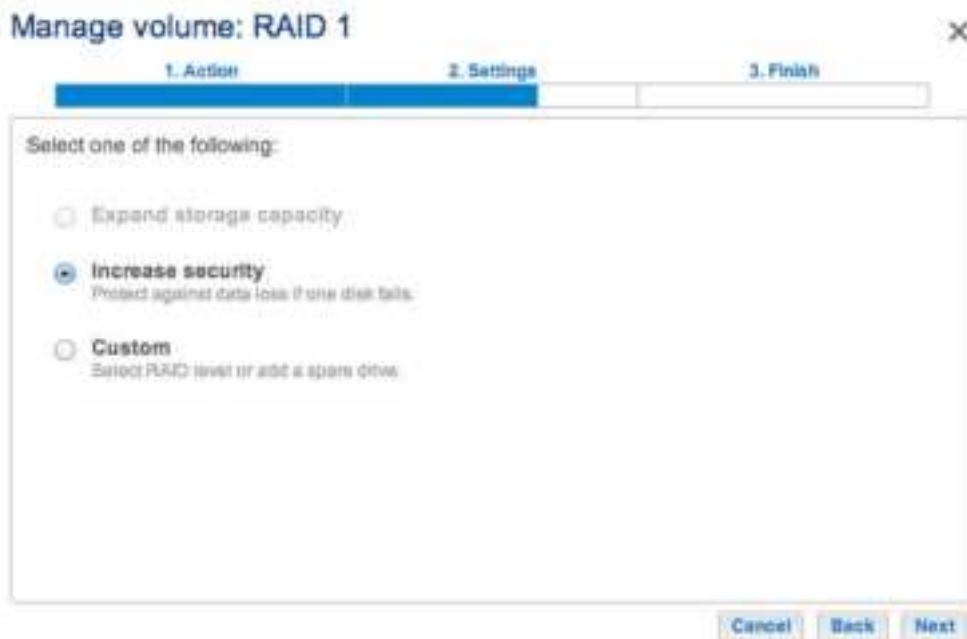 Manage volume: RAID 1
1. Action
2. Settings
3. Finish
Select one of the following:
Expand storage capacity
Increase security
Protect against data loss if one disk fails.
Custom
Select RAID level or add a spare drive.
Cancel
Back
Next